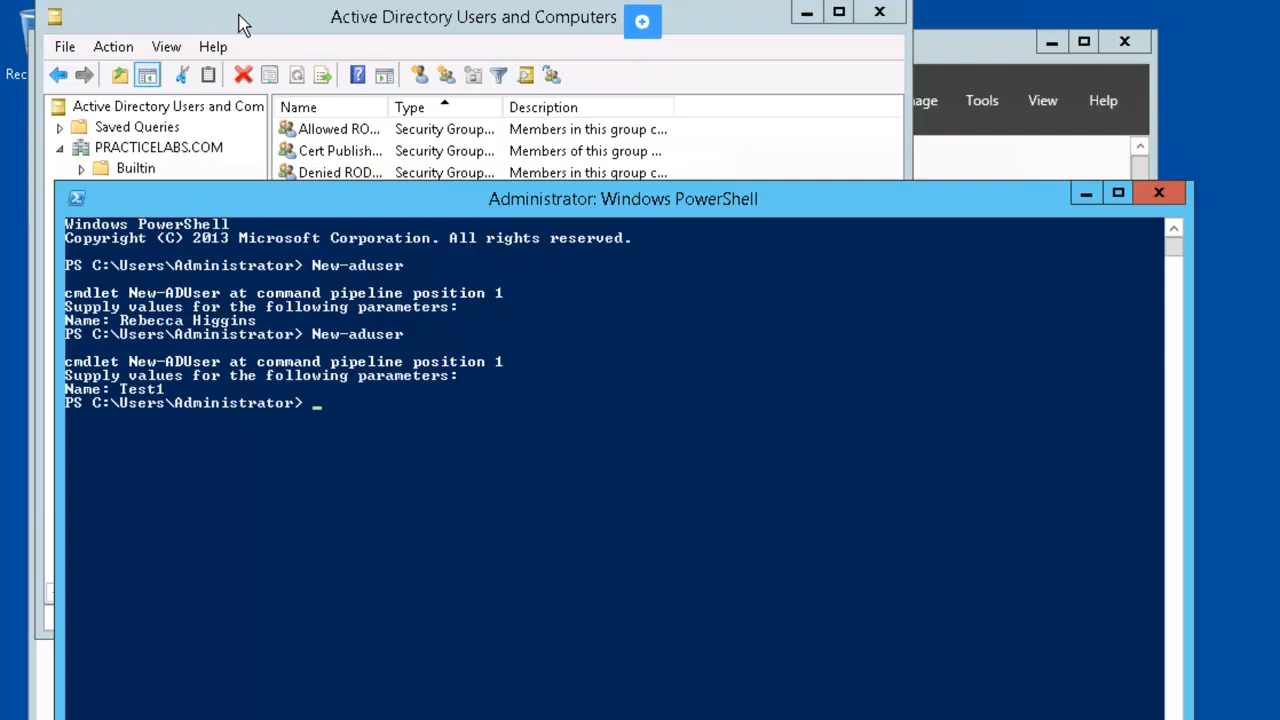 Rec
Active Directory Users and Computers
File Action View Help
Active Directory Users and Com
Saved Queries
PRACTICELABS.COM
Builtin
Name Type Description
Allowed RO... Security Group... Members in this group c...
Cert Publish... Security Group... Members of this group ...
Denied ROD... Security Group... Members in this group c...
age Tools View Help
Administrator: Windows PowerShell
Windows PowerShell
Copyright (C) 2013 Microsoft Corporation. All rights reserved.
PS C:\Users\Administrator> New-aduser
cmdlet New-ADUser at command pipeline position 1
Supply values for the following parameters:
Name: Rebecca Higgins
PS C:\Users\Administrator> New-aduser
cmdlet New-ADUser at command pipeline position 1
Supply values for the following parameters:
Name: Test1
PS C:\Users\Administrator> _